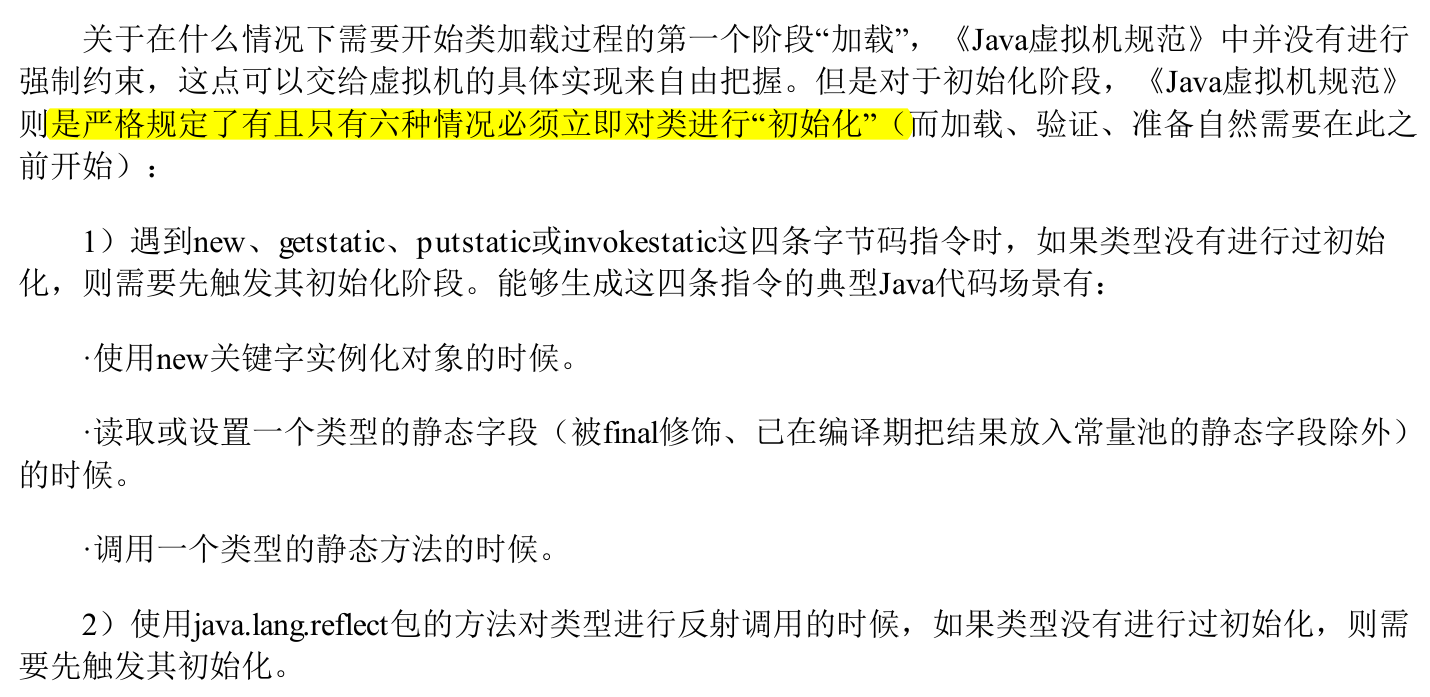 关于在什么情况下需要开始类加载过程的第一个阶段“加载”，《Java虚拟机规范》中并没有进行
强制约束，这点可以交给虚拟机的具体实现来自由把握。但是对于初始化阶段，《Java虚拟机规范》
则是严格规定了有且只有六种情况必须立即对类进行“初始化”（而加载、验证、准备自然需要在此之
前开始）：
1）遇到new、getstatic、putstatic或invokestatic这四条字节码指令时，如果类型没有进行过初始
化，则需要先触发其初始化阶段。能够生成这四条指令的典型Java代码场景有：
·使用new关键字实例化对象的时候。
·读取或设置一个类型的静态字段（被final修饰、已在编译期把结果放入常量池的静态字段除外）
的时候。
·调用一个类型的静态方法的时候。
2）使用java.lang.reflect包的方法对类型进行反射调用的时候，如果类型没有进行过初始化，则需
要先触发其初始化。